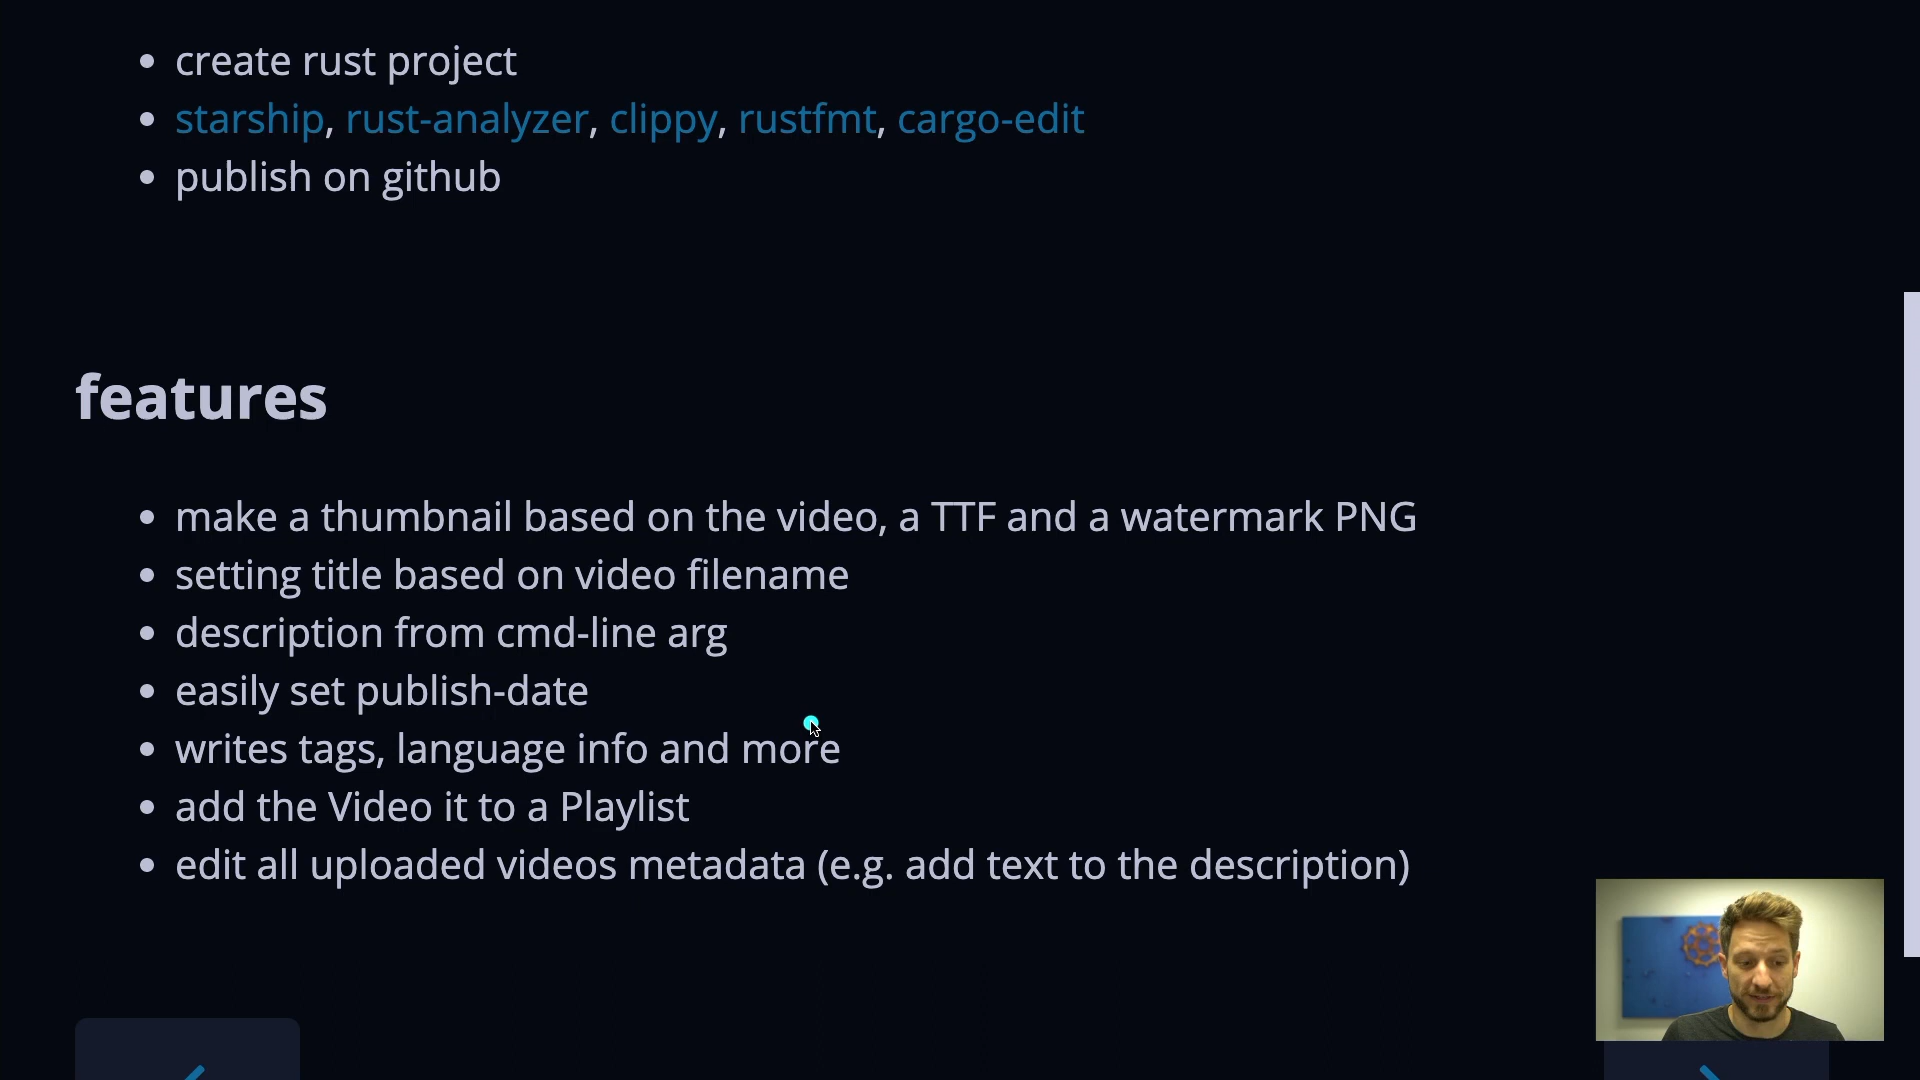 create rust project
starship, rust-analyzer, clippy, rustfmt, cargo-edit
publish on github
features
make a thumbnail based on the video, a TTF and a watermark PNG
setting title based on video filename
description from cmd-line arg
easily set publish-date
writes tags, language info and more
add the Video it to a Playlist
edit all uploaded videos metadata (e.g. add text to the description)